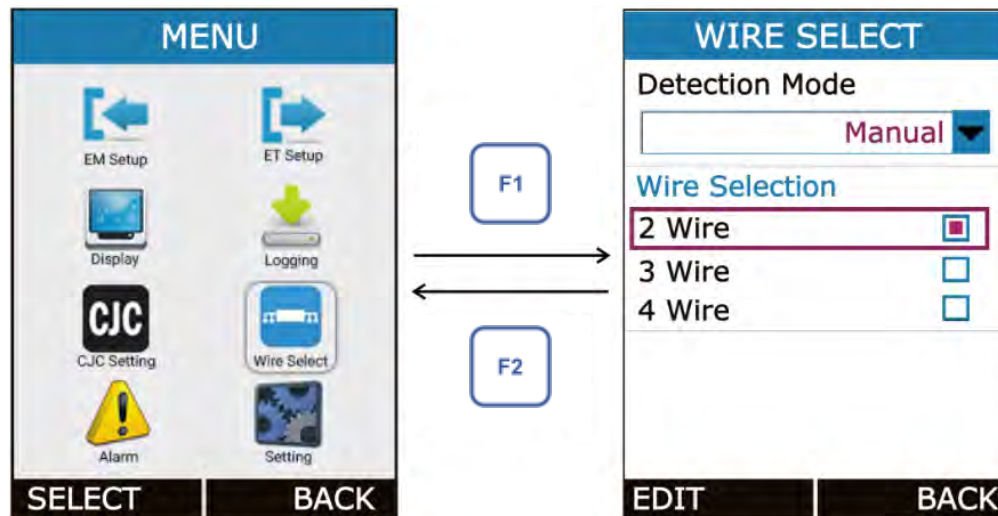 MENU
EM Setup
ET Setup
Display
Logging
CJC
CJC Setting
Wire Select
Alarm
Setting
SELECT
BACK
F1
F2
WIRE SELECT
Detection Mode
Manual
Wire Selection
2 Wire
3 Wire
4 Wire
EDIT
BACK